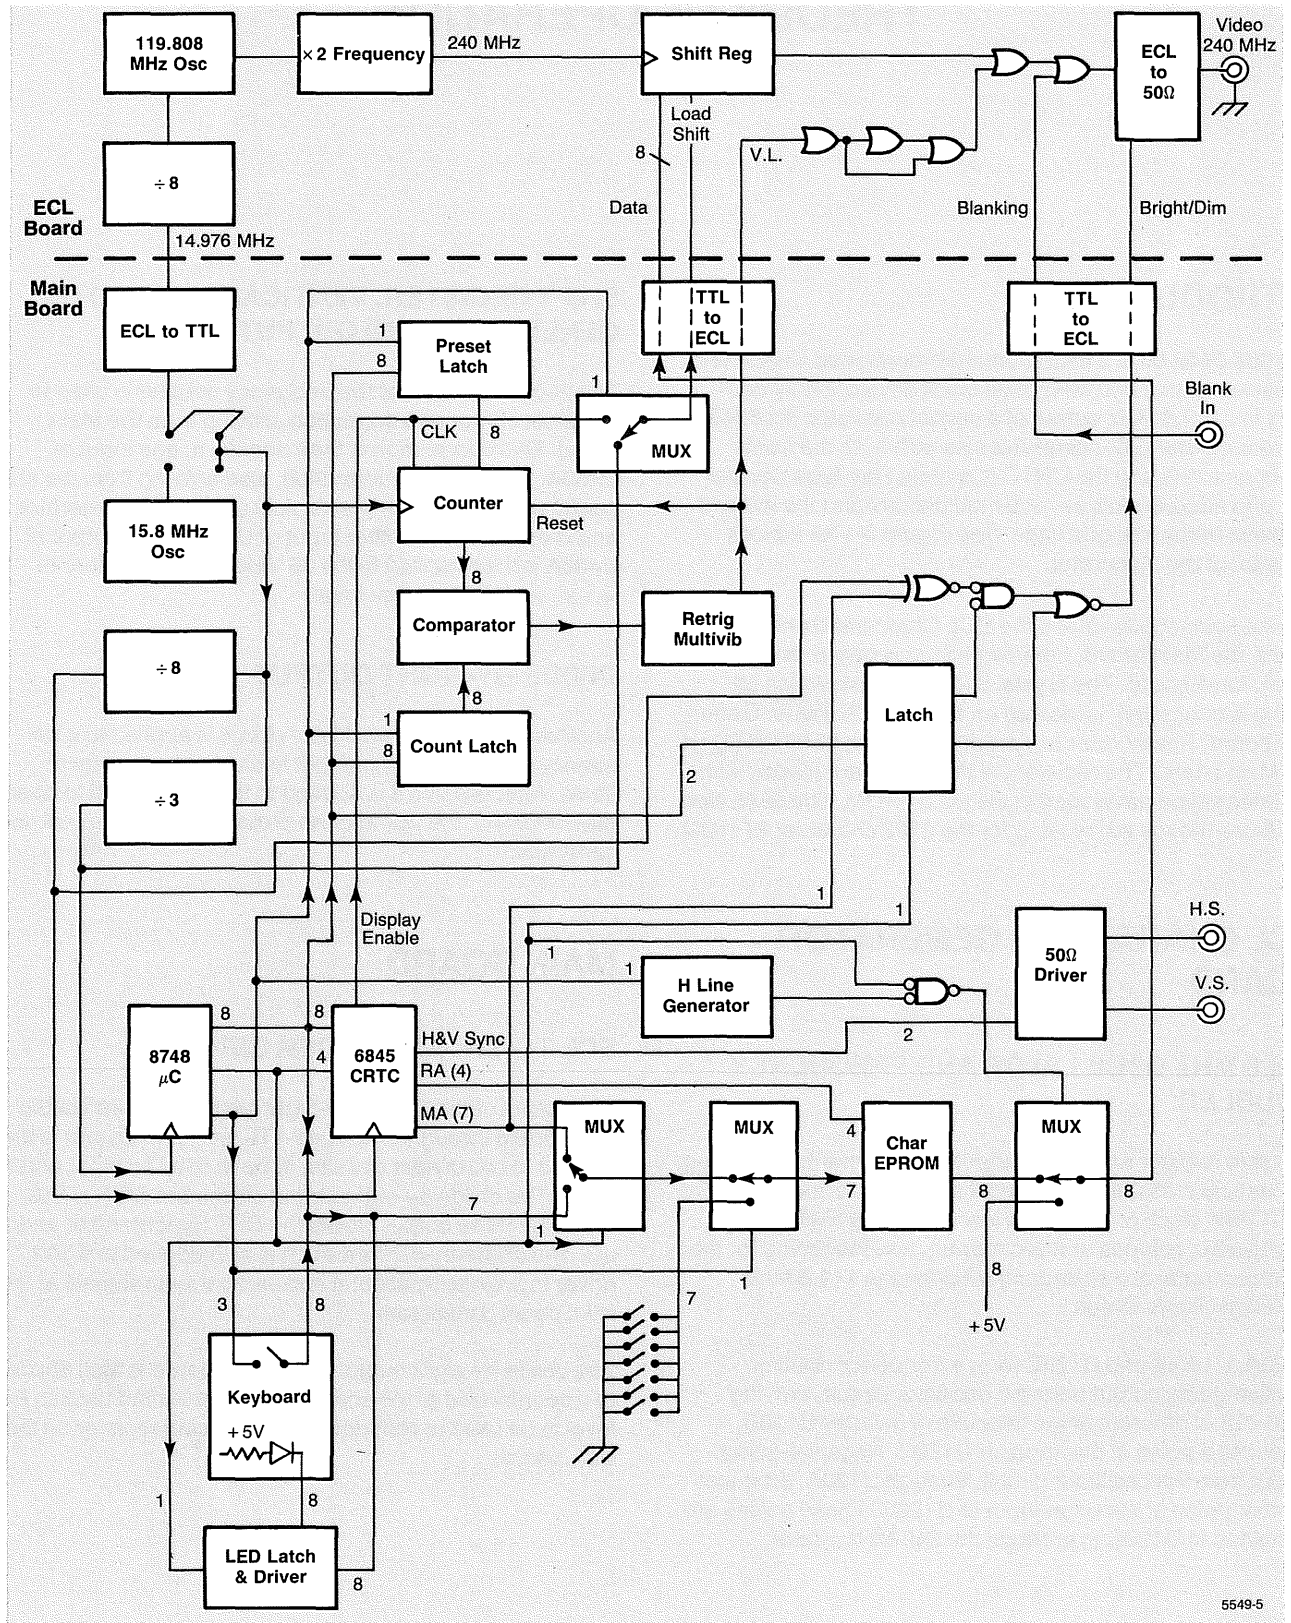 119.808
MHz Osc
×2 Frequency
240 MHz
Shift Reg
ECL
to
50Ω
Video
240 MHz
Load
Shift
8
V.L.
÷8
ECL
Board
14.976 MHz
Data
Blanking
Bright/Dim
Main
Board
ECL to TTL
TTL
to
ECL
TTL
to
ECL
1
8
Preset
Latch
1
Blank
In
CLK
8
MUX
Counter
Reset
15.8 MHz
Osc
8
Comparator
Retrig
Multivib
÷8
8
Latch
1
8
Count Latch
2
÷3
1
1
Display
Enable
H.S.
1
1
H Line
Generator
50Ω
Driver
V.S.
8
8
8748
μC
4
6845
CRTC
H&V Sync
2
RA (4)
MA (7)
MUX
MUX
4
Char
EPROM
MUX
7
7
8
8
1
1
8
3
8
7
+5V
Keyboard
+5V
1
8
LED Latch
& Driver
8
5549-5